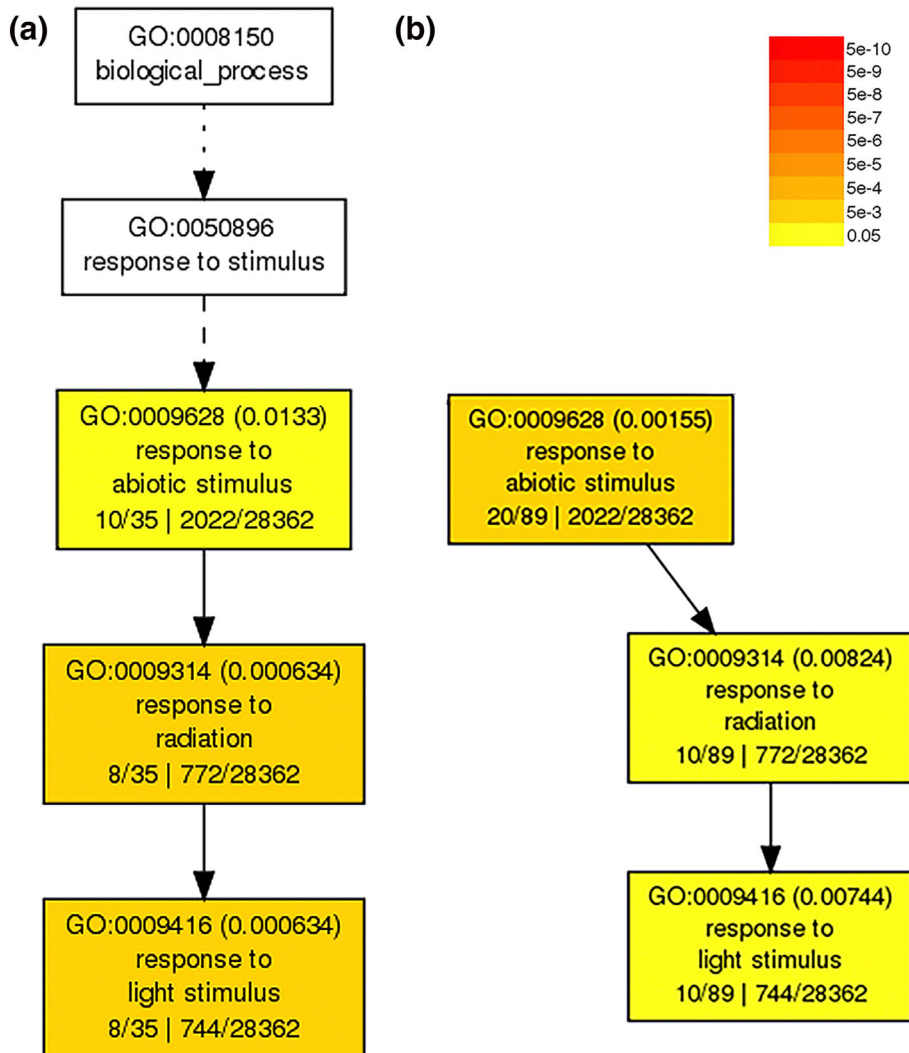 (a)
GO:0008150
biological_process
GO:0050896
response to stimulus
GO:0009628 (0.0133)
response to
abiotic stimulus
10/35 | 2022/28362
GO:0009314 (0.000634)
response to
radiation
8/35 | 772/28362
GO:0009416 (0.000634)
response to
light stimulus
8/35 | 744/28362
(b)
5e-10
5e-9
5e-8
5e-7
5e-6
5e-5
5e-4
5e-3
0.05
GO:0009628 (0.00155)
response to
abiotic stimulus
20/89 | 2022/28362
GO:0009314 (0.00824)
response to
radiation
10/89 | 772/28362
GO:0009416 (0.00744)
response to
light stimulus
10/89 | 744/28362